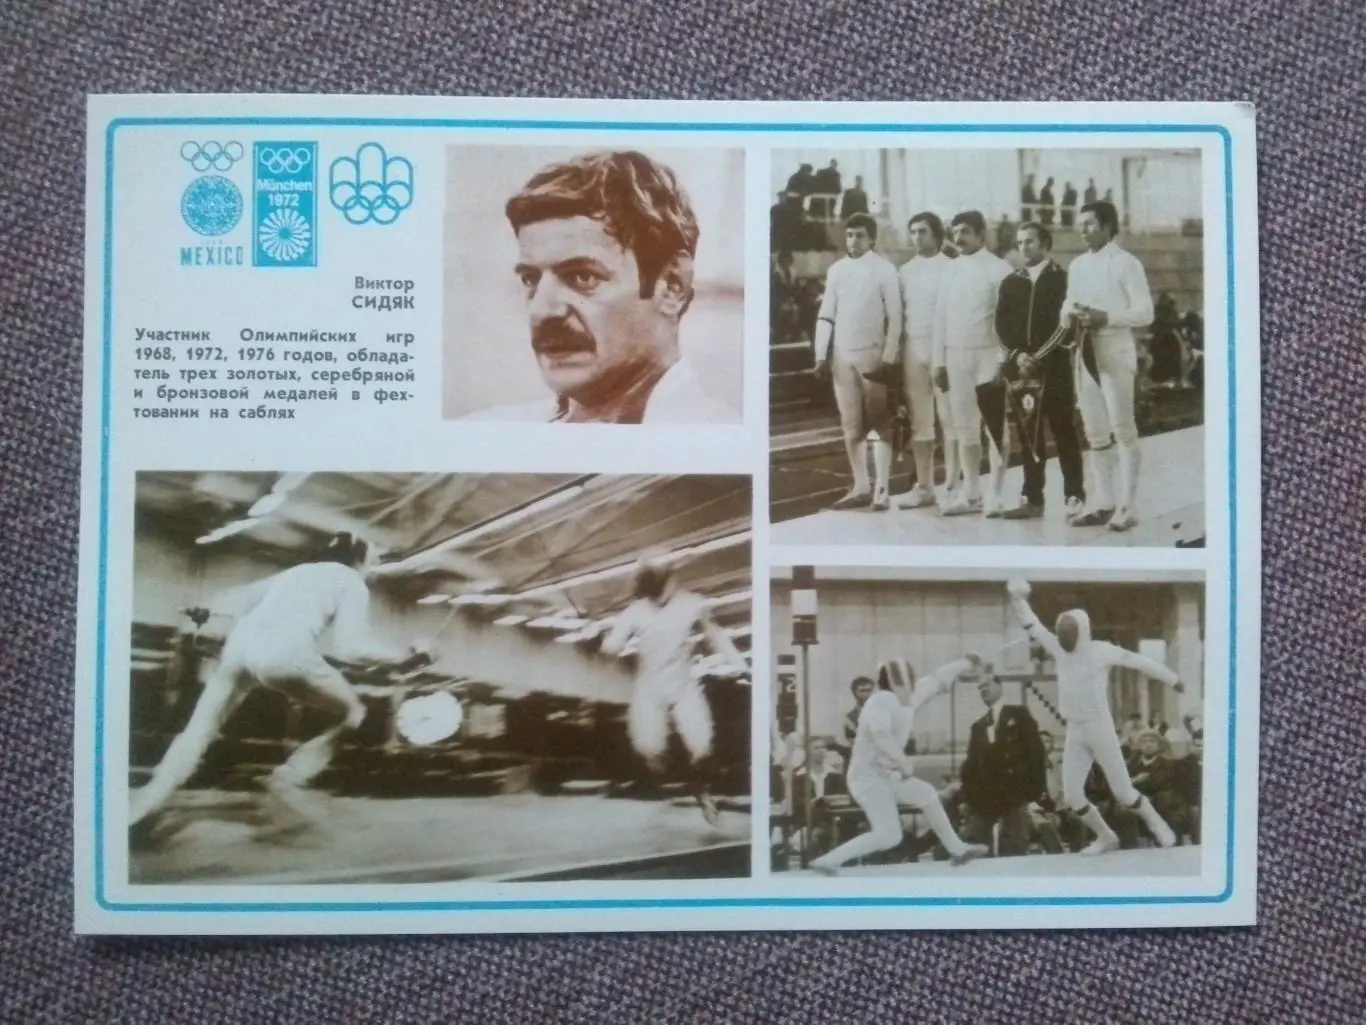 München
1972
MEXICO
Виктор
СИДЯК
Участник Олимпийских игр
1968, 1972, 1976 годов, облада-
тель трех золотых, серебряной
и бронзовой медалей в фех-
товании на саблях